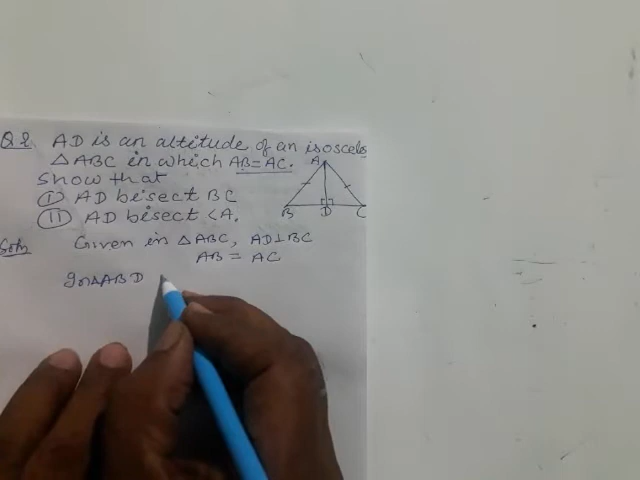 Q2 AD is an altitude of an isosceles
△ABC in which AB = AC.
Show that
(I) AD bisect BC
(II) AD bisect <A.
A
B D C
Soln Given in △ABC, AD⊥BC
AB = AC
In △ABD